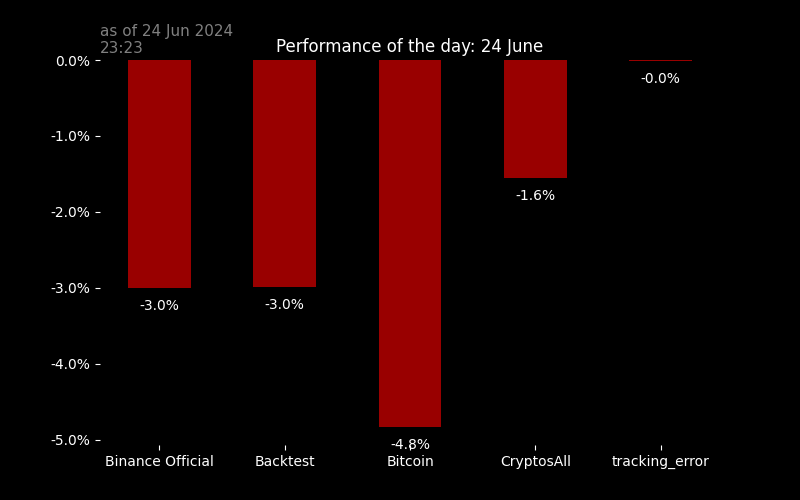 as of 24 Jun 2024
23:23
Performance of the day: 24 June
0.0%
-1.0%
-2.0%
-3.0%
-4.0%
-5.0%
-3.0%
-3.0%
-4.8%
-1.6%
-0.0%
Binance Official
Backtest
Bitcoin
CryptosAll
tracking_error